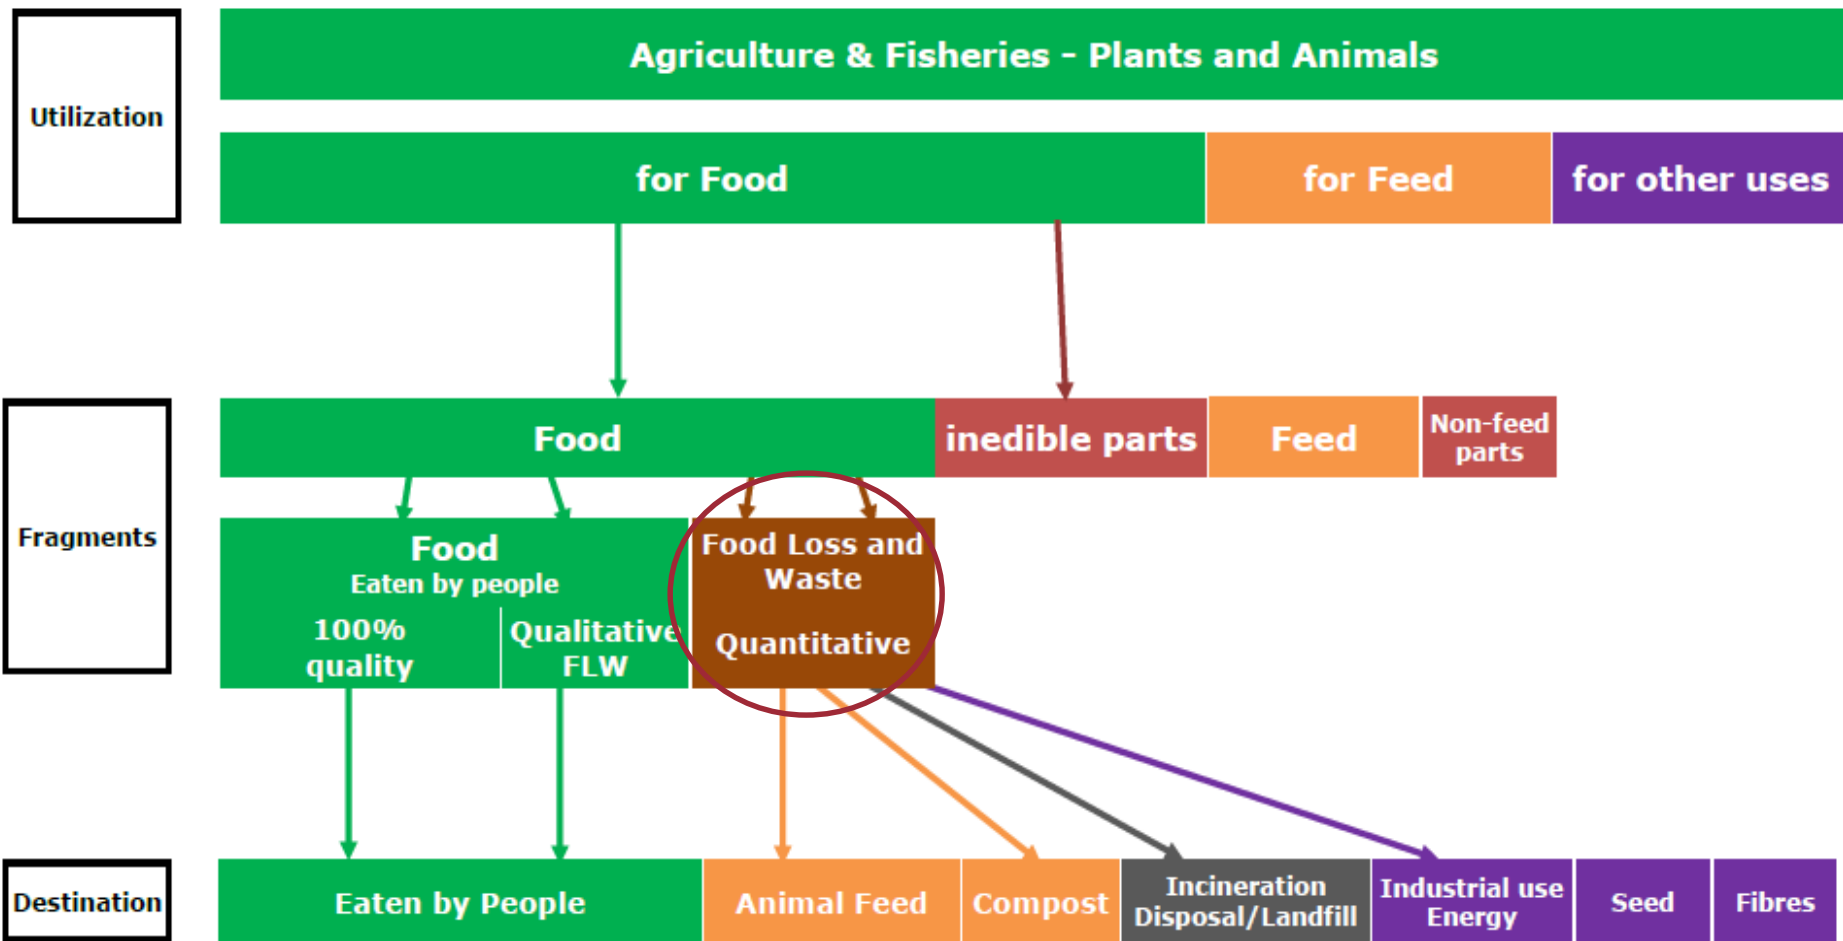 Utilization
Agriculture & Fisheries - Plants and Animals
for Food
for Feed
for other uses
Fragments
Food
inedible parts
Feed
Non-feed
parts
Food
Eaten by people
100%
quality
Qualitative
FLW
Food Loss and
Waste
Quantitative
Destination
Eaten by People
Animal Feed
Compost
Incineration
Disposal/Landfill
Industrial use
Energy
Seed
Fibres